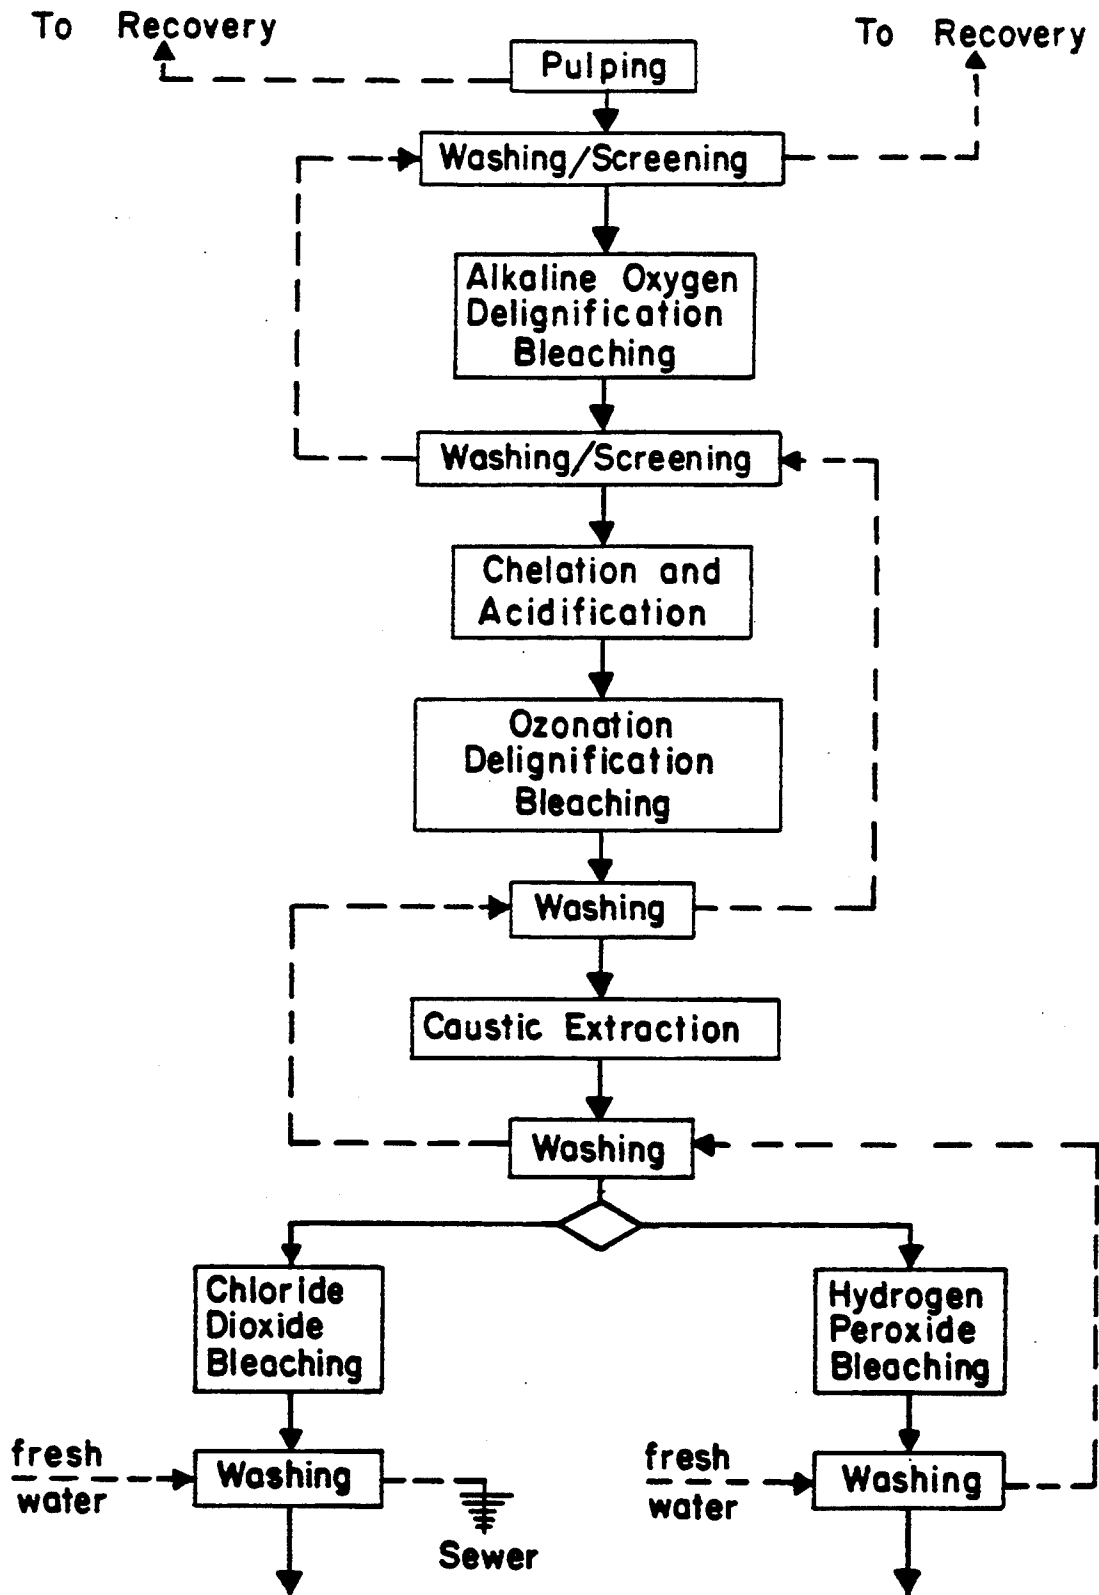 To Recovery
To Recovery
Pulping
Washing/Screening
Alkaline Oxygen
Delignification
Bleaching
Washing/Screening
Chelation and
Acidification
Ozonation
Delignification
Bleaching
Washing
Caustic Extraction
Washing
Chloride
Dioxide
Bleaching
Hydrogen
Peroxide
Bleaching
fresh
water
Washing
Sewer
fresh
water
Washing